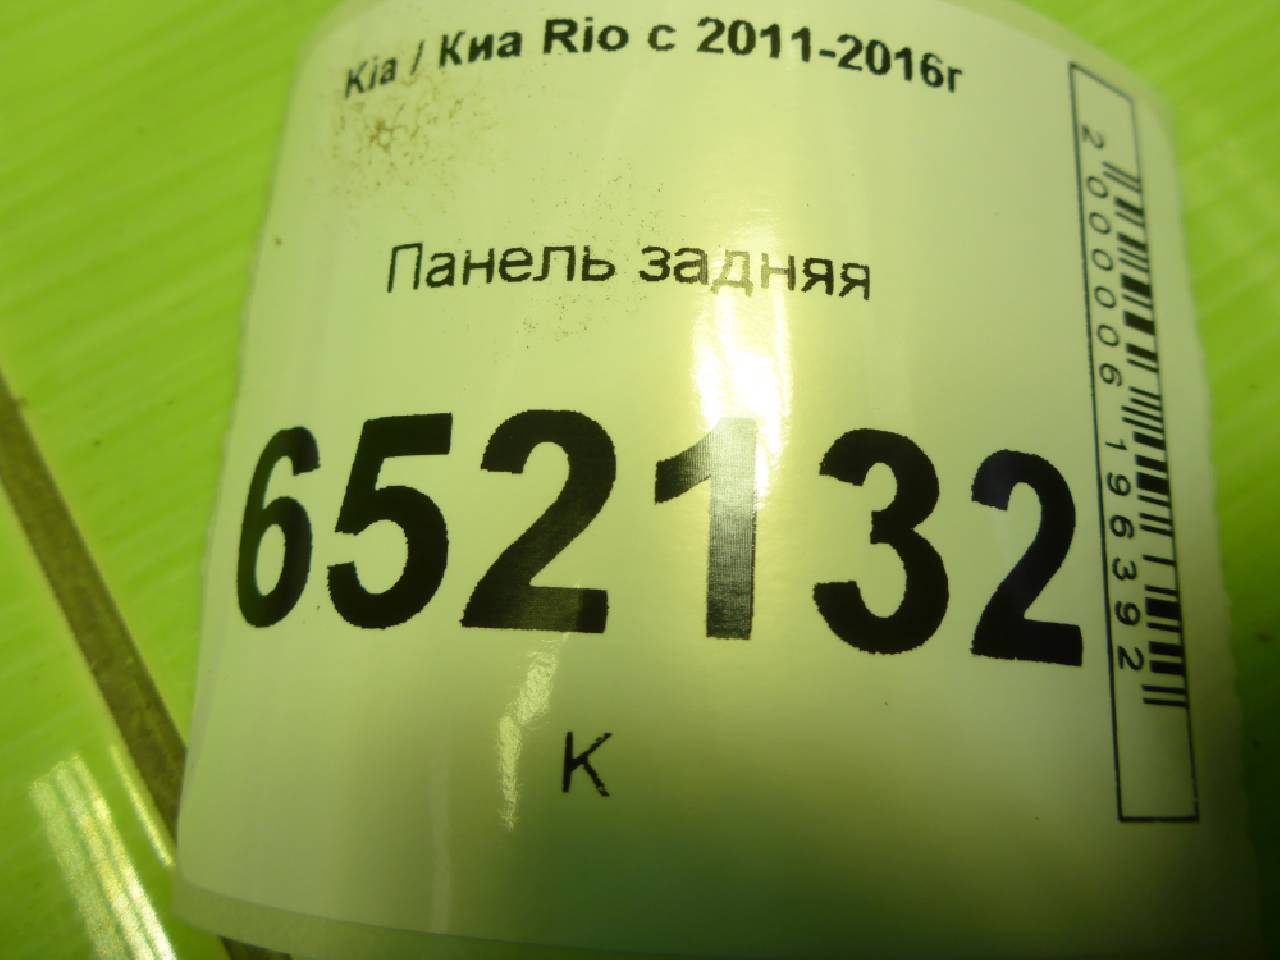 Kia / Киа Rio с 2011-2016г
Панель задняя
652132
К
2000006196392